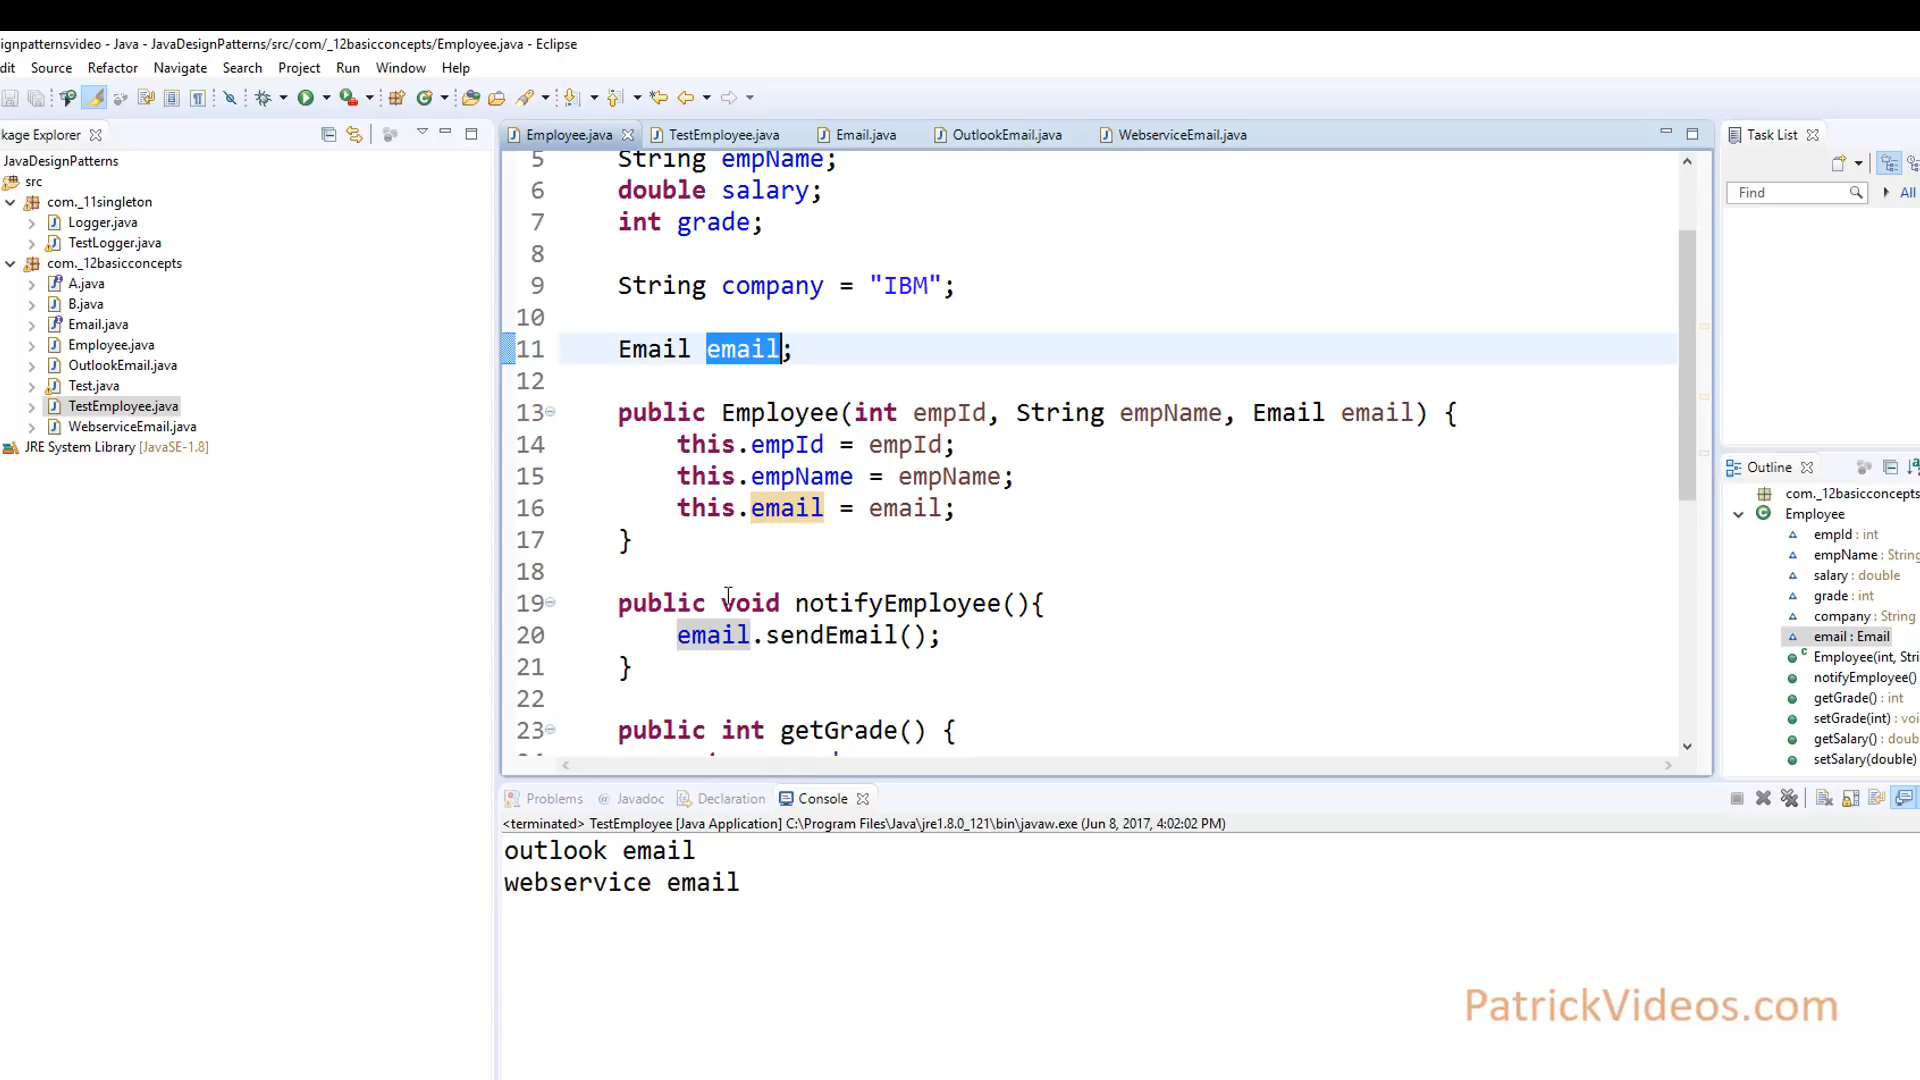 ignpatternsvideo - Java - JavaDesignPatterns/src/com/_12basicconcepts/Employee.java - Eclipse
dit Source Refactor Navigate Search Project Run Window Help
kage Explorer
JavaDesignPatterns
src
com._11singleton
Logger.java
TestLogger.java
com._12basicconcepts
A.java
B.java
Email.java
Employee.java
OutlookEmail.java
Test.java
TestEmployee.java
WebserviceEmail.java
JRE System Library [JavaSE-1.8]
Employee.java TestEmployee.java Email.java OutlookEmail.java WebserviceEmail.java
5 String empName;
6 double salary;
7 int grade;
8
9 String company = "IBM";
10
11 Email email;
12
13 public Employee(int empId, String empName, Email email) {
14 this.empId = empId;
15 this.empName = empName;
16 this.email = email;
17 }
18
19 public void notifyEmployee(){
20 email.sendEmail();
21 }
22
23 public int getGrade() {
Task List
Find All
Outline
com._12basicconcepts
Employee
empId : int
empName : String
salary : double
grade : int
company : String
email : Email
Employee(int, Stri
notifyEmployee()
getGrade() : int
setGrade(int) : voi
getSalary() : doub
setSalary(double)
Problems @ Javadoc Declaration Console
<terminated> TestEmployee [Java Application] C:\Program Files\Java\jre1.8.0_121\bin\javaw.exe (Jun 8, 2017, 4:02:02 PM)
outlook email
webservice email
PatrickVideos.com